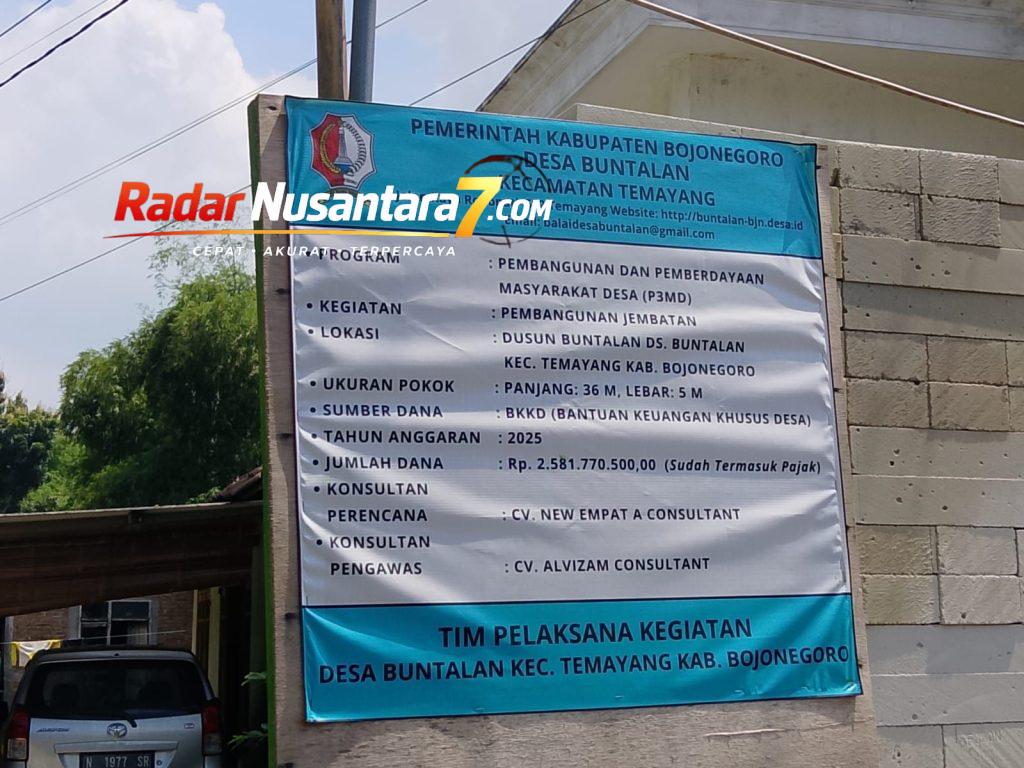 PEMERINTAH KABUPATEN BOJONEGORO
DESA BUNTALAN
KECAMATAN TEMAYANG
Temayang Website: http://buntalan-bjn.desa.id
email: balaidesabuntalan@gmail.com
Radar Nusantara7.COM
CEPAT • AKURAT • TERPERCAYA
• PROGRAM : PEMBANGUNAN DAN PEMBERDAYAAN
MASYARAKAT DESA (P3MD)
• KEGIATAN : PEMBANGUNAN JEMBATAN
• LOKASI : DUSUN BUNTALAN DS. BUNTALAN
KEC. TEMAYANG KAB. BOJONEGORO
• UKURAN POKOK : PANJANG: 36 M, LEBAR: 5 M
• SUMBER DANA : BKKD (BANTUAN KEUANGAN KHUSUS DESA)
• TAHUN ANGGARAN : 2025
• JUMLAH DANA : Rp. 2.581.770.500,00 (Sudah Termasuk Pajak)
• KONSULTAN
PERENCANA : CV. NEW EMPAT A CONSULTANT
• KONSULTAN
PENGAWAS : CV. ALVIZAM CONSULTANT
TIM PELAKSANA KEGIATAN
DESA BUNTALAN KEC. TEMAYANG KAB. BOJONEGORO
N 1977 SR